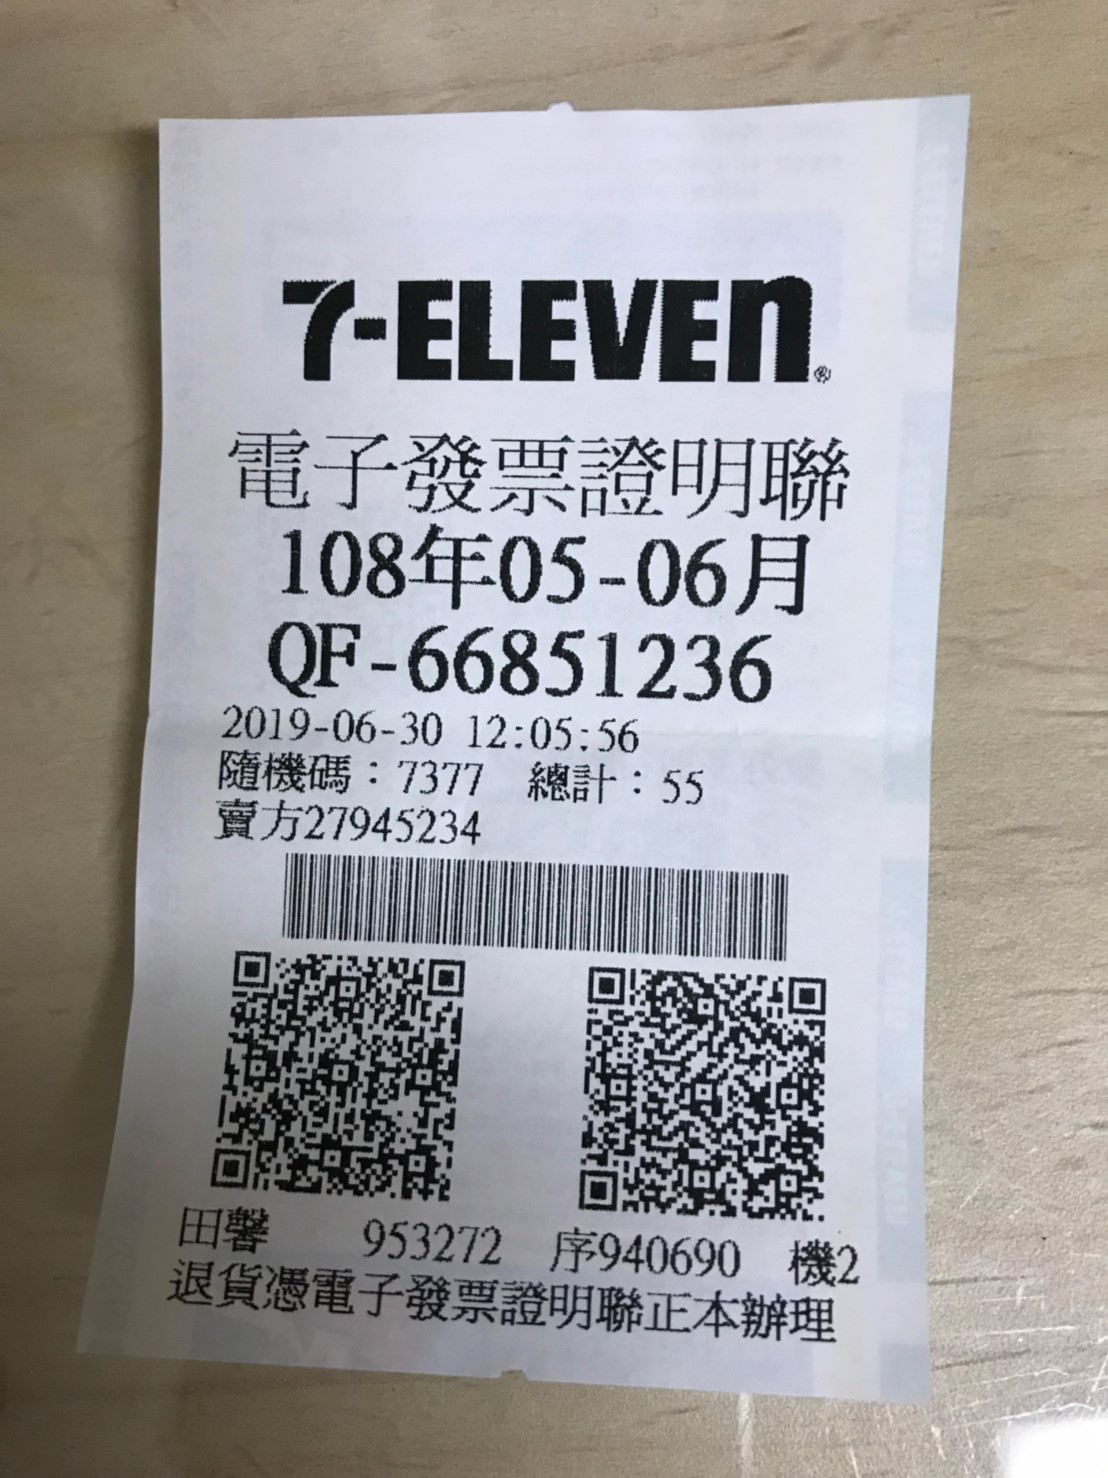 7-ELEVEN®
電子發票證明聯
108年05-06月
QF-66851236
2019-06-30 12:05:56
隨機碼：7377 總計：55
賣方27945234
田馨 953272 序940690 機2
退貨憑電子發票證明聯正本辦理